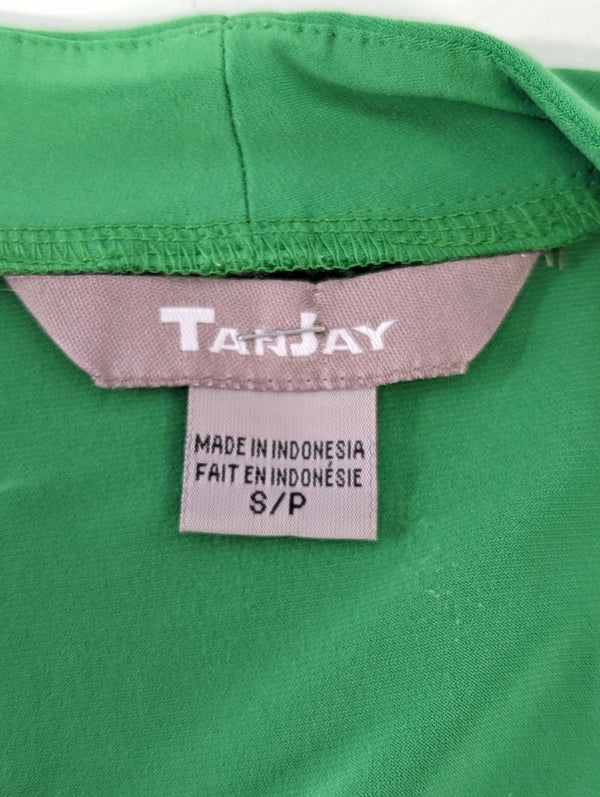 TANJAY
MADE IN INDONESIA
FAIT EN INDONÉSIE
S/P